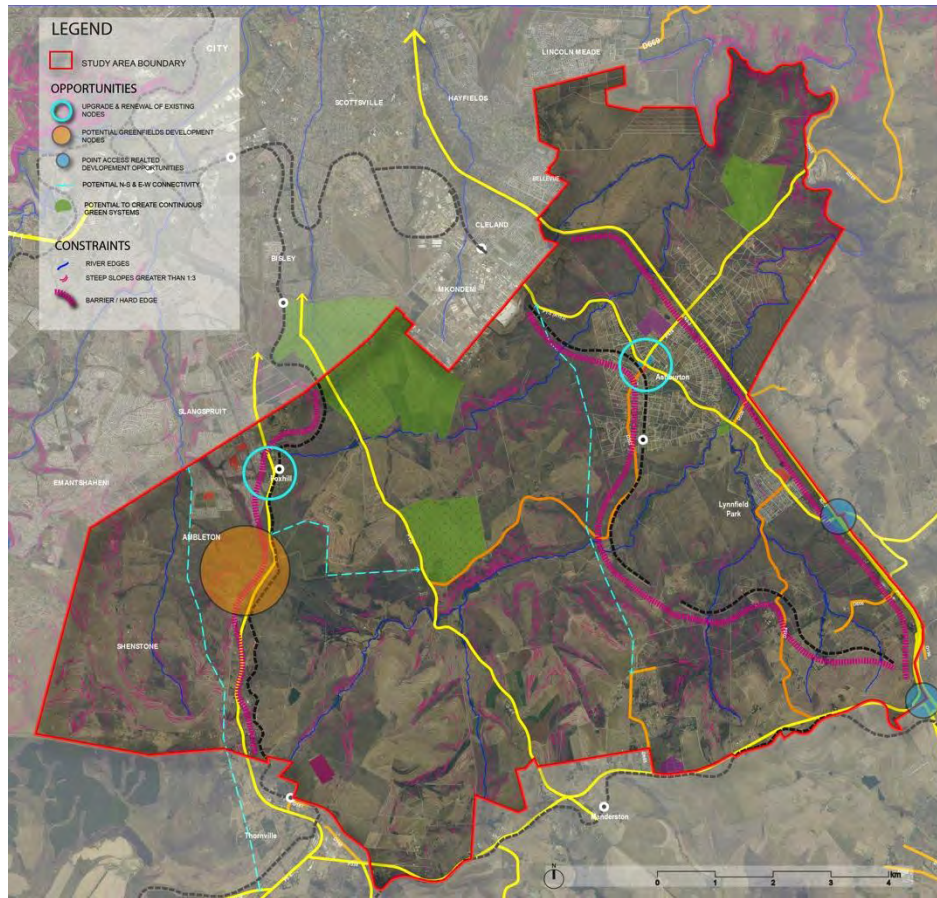 LEGEND
STUDY AREA BOUNDARY
OPPORTUNITIES
UPGRADE & RENEWAL OF EXISTING
NODES
POTENTIAL GREENFIELDS DEVELOPMENT
NODES
POINT ACCESS REALTED
DEVLOPEMENT OPPORTUNITIES
POTENTIAL N-S & E-W CONNECTIVITY
POTENTIAL TO CREATE CONTINUOUS
GREEN SYSTEMS
CONSTRAINTS
RIVER EDGES
STEEP SLOPES GREATER THAN 1:3
BARRIER / HARD EDGE
CITY
LINCOLN MEADE
SCOTTSVILLE
HAYFIELDS
BELLEVUE
CLELAND
BISLEY
MKONDENI
Ashburton
SLANGSPRUIT
Foxhill
EMANTSHAHENI
Lynnfield
Park
AMBLETON
SHENSTONE
Manderston
Thornville
N
0 1 2 3 4
km